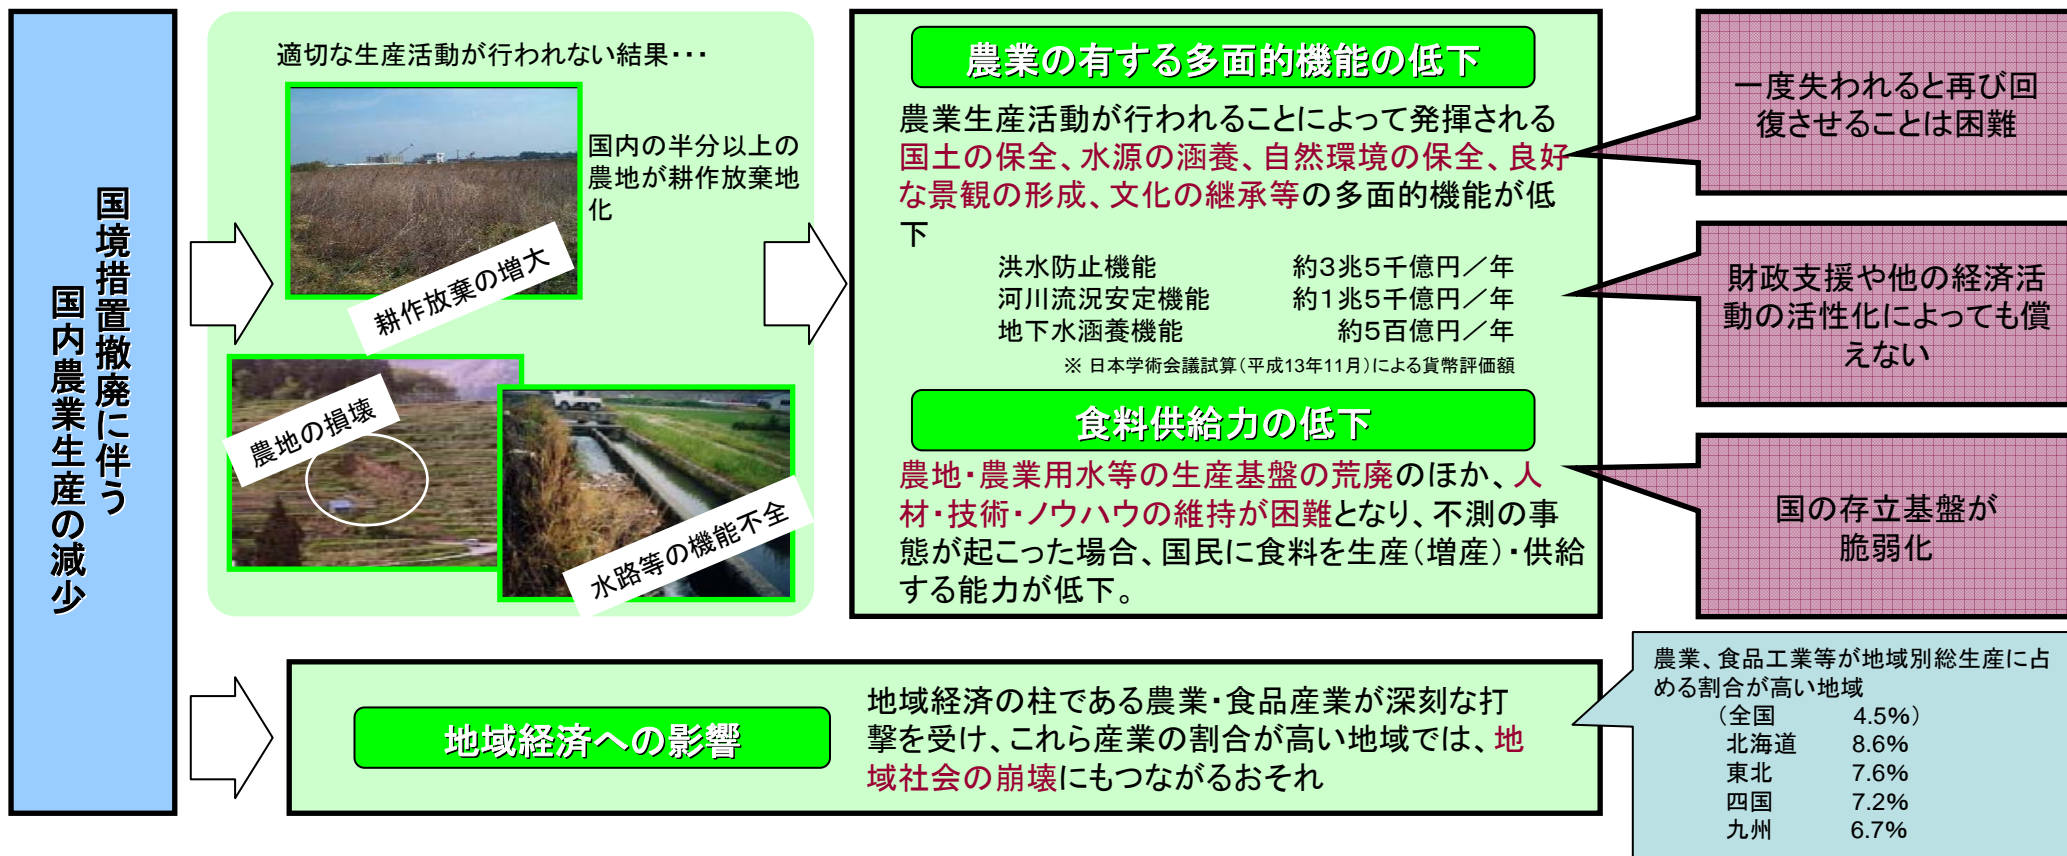 国境措置撤廃に伴う
国内農業生産の減少
適切な生産活動が行われない結果・・・
国内の半分以上の
農地が耕作放棄地
化
耕作放棄の増大
農地の損壊
水路等の機能不全
農業の有する多面的機能の低下
農業生産活動が行われることによって発揮される
国土の保全、水源の涵養、自然環境の保全、良好
な景観の形成、文化の継承等の多面的機能が低
下
洪水防止機能 約3兆5千億円／年
河川流況安定機能 約1兆5千億円／年
地下水涵養機能 約5百億円／年
※ 日本学術会議試算（平成13年11月）による貨幣評価額
食料供給力の低下
農地・農業用水等の生産基盤の荒廃のほか、人
材・技術・ノウハウの維持が困難となり、不測の事
態が起こった場合、国民に食料を生産（増産）・供給
する能力が低下。
一度失われると再び回
復させることは困難
財政支援や他の経済活
動の活性化によっても償
えない
国の存立基盤が
脆弱化
地域経済への影響
地域経済の柱である農業・食品産業が深刻な打
撃を受け、これら産業の割合が高い地域では、地
域社会の崩壊にもつながるおそれ
農業、食品工業等が地域別総生産に占
める割合が高い地域
（全国 4.5%）
北海道 8.6%
東北 7.6%
四国 7.2%
九州 6.7%